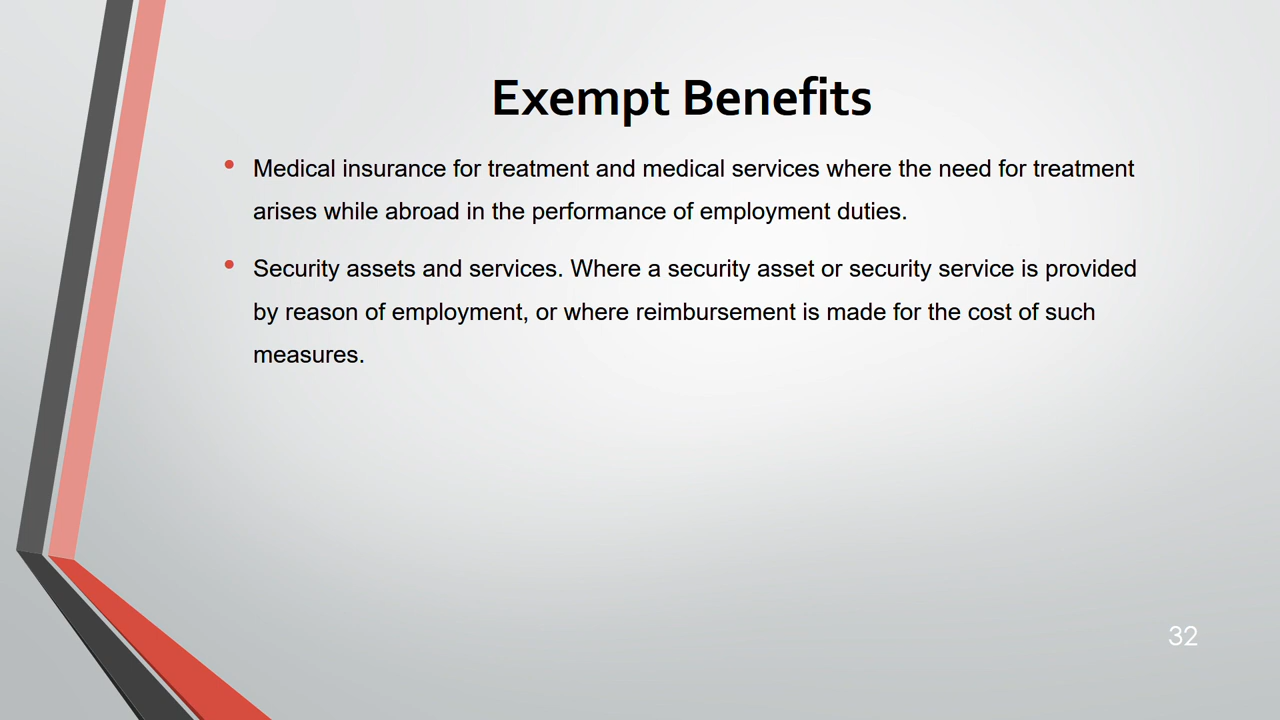 Exempt Benefits
• Medical insurance for treatment and medical services where the need for treatment
arises while abroad in the performance of employment duties.
• Security assets and services. Where a security asset or security service is provided
by reason of employment, or where reimbursement is made for the cost of such
measures.
32